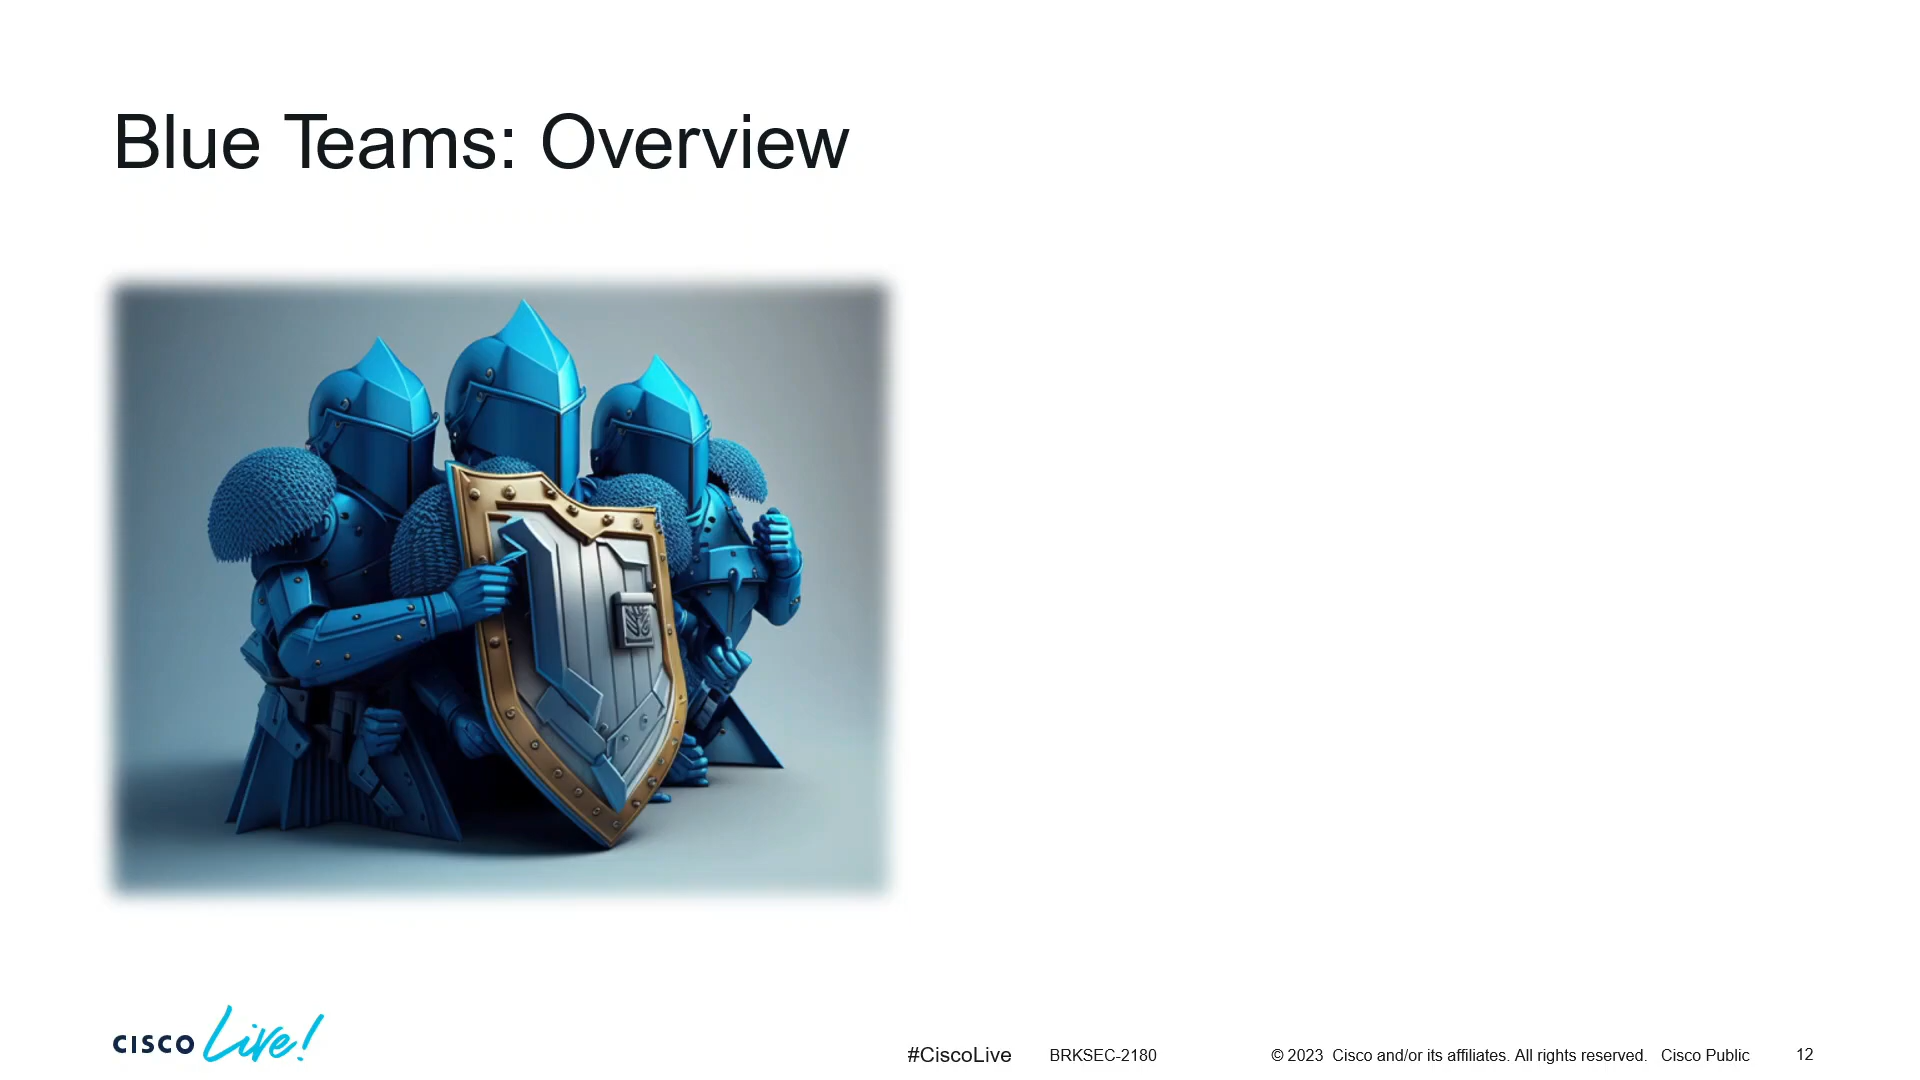 Blue Teams: Overview
CISCO Live!
#CiscoLive
BRKSEC-2180
© 2023 Cisco and/or its affiliates. All rights reserved. Cisco Public
12